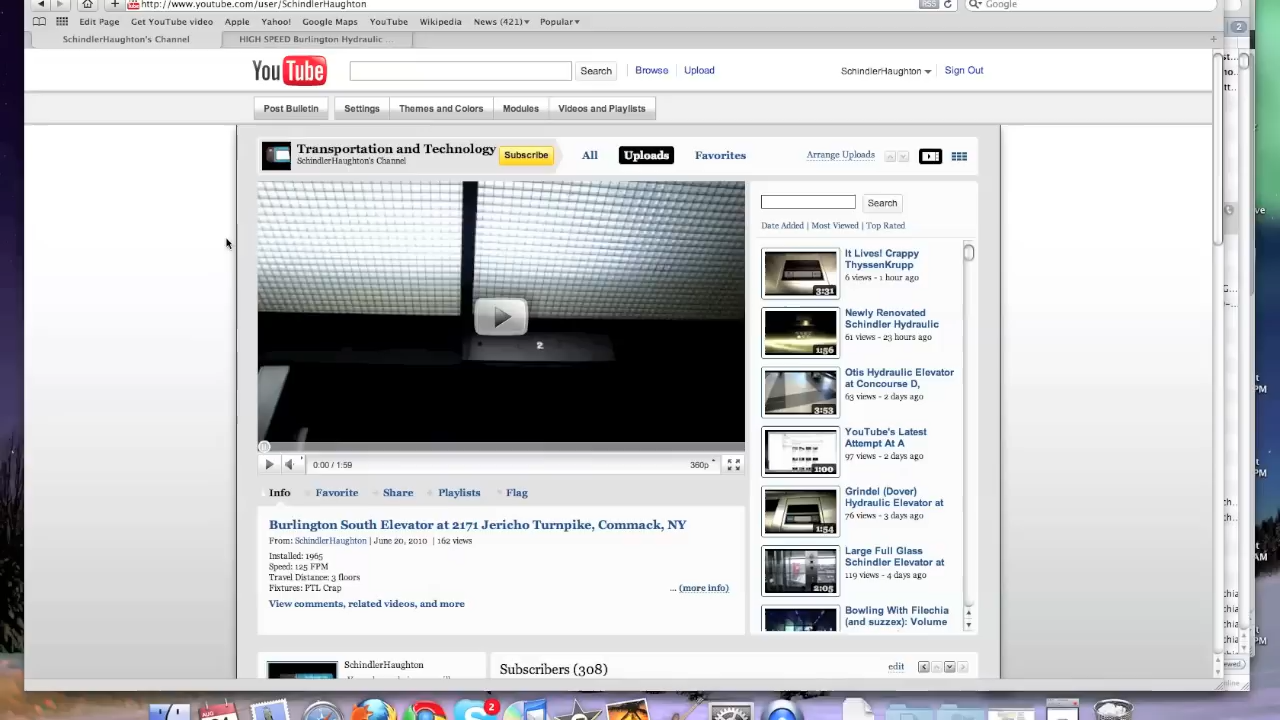 http://www.youtube.com/user/SchindlerHaughton
RSS
Google
Edit Page
Get YouTube video
Apple
Yahoo!
Google Maps
YouTube
Wikipedia
News (421)
Popular
2
SchindlerHaughton's Channel
HIGH SPEED Burlington Hydraulic ...
YouTube
Search
Browse
Upload
SchindlerHaughton
Sign Out
Post Bulletin
Settings
Themes and Colors
Modules
Videos and Playlists
Transportation and Technology
SchindlerHaughton's Channel
Subscribe
All
Uploads
Favorites
Arrange Uploads
Search
Date Added | Most Viewed | Top Rated
It Lives! Crappy
ThyssenKrupp
6 views - 1 hour ago
3:31
Newly Renovated
Schindler Hydraulic
61 views - 23 hours ago
1:56
Otis Hydraulic Elevator
at Concourse D,
63 views - 2 days ago
3:53
YouTube's Latest
Attempt At A
97 views - 2 days ago
1:00
Grindel (Dover)
Hydraulic Elevator at
76 views - 3 days ago
1:54
Large Full Glass
Schindler Elevator at
119 views - 4 days ago
2:05
Bowling With Filechia
(and suzzex): Volume
2
0:00 / 1:59
360p
Info
Favorite
Share
Playlists
Flag
Burlington South Elevator at 2171 Jericho Turnpike, Commack, NY
From: SchindlerHaughton | June 20, 2010 | 162 views
Installed: 1965
Speed: 125 FPM
Travel Distance: 3 floors
Fixtures: PTL Crap
... (more info)
View comments, related videos, and more
SchindlerHaughton
Subscribers (308)
edit
AUG
2